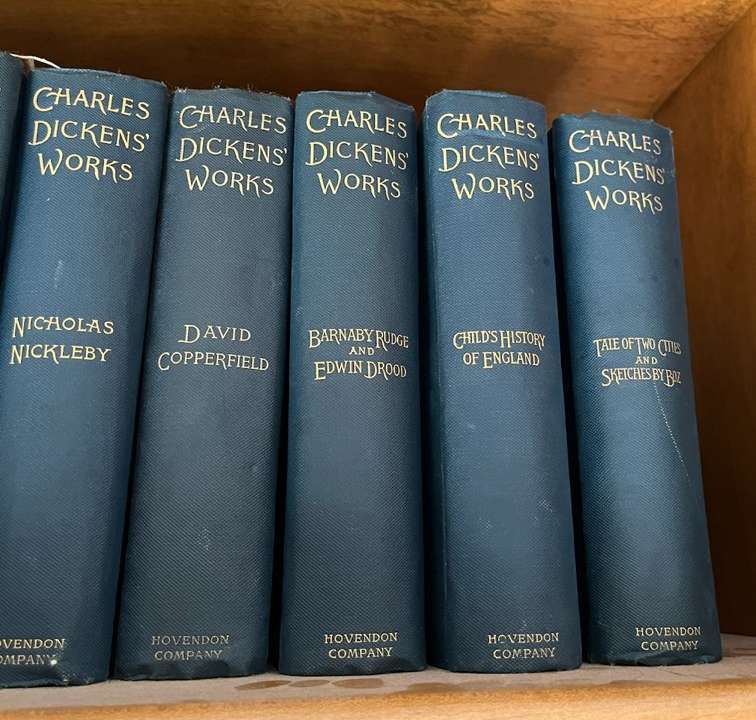 CHARLES
DICKENS'
WORKS
NICHOLAS
NICKLEBY
CHARLES
DICKENS'
WORKS
DAVID
COPPERFIELD
HOVENDON
COMPANY
CHARLES
DICKENS'
WORKS
BARNABY RUDGE
AND
EDWIN DROOD
HOVENDON
COMPANY
CHARLES
DICKENS'
WORKS
CHILD'S HISTORY
OF ENGLAND
HOVENDON
COMPANY
CHARLES
DICKENS'
WORKS
TALE OF TWO CITIES
AND
SKETCHES BY BOZ
HOVENDON
COMPANY